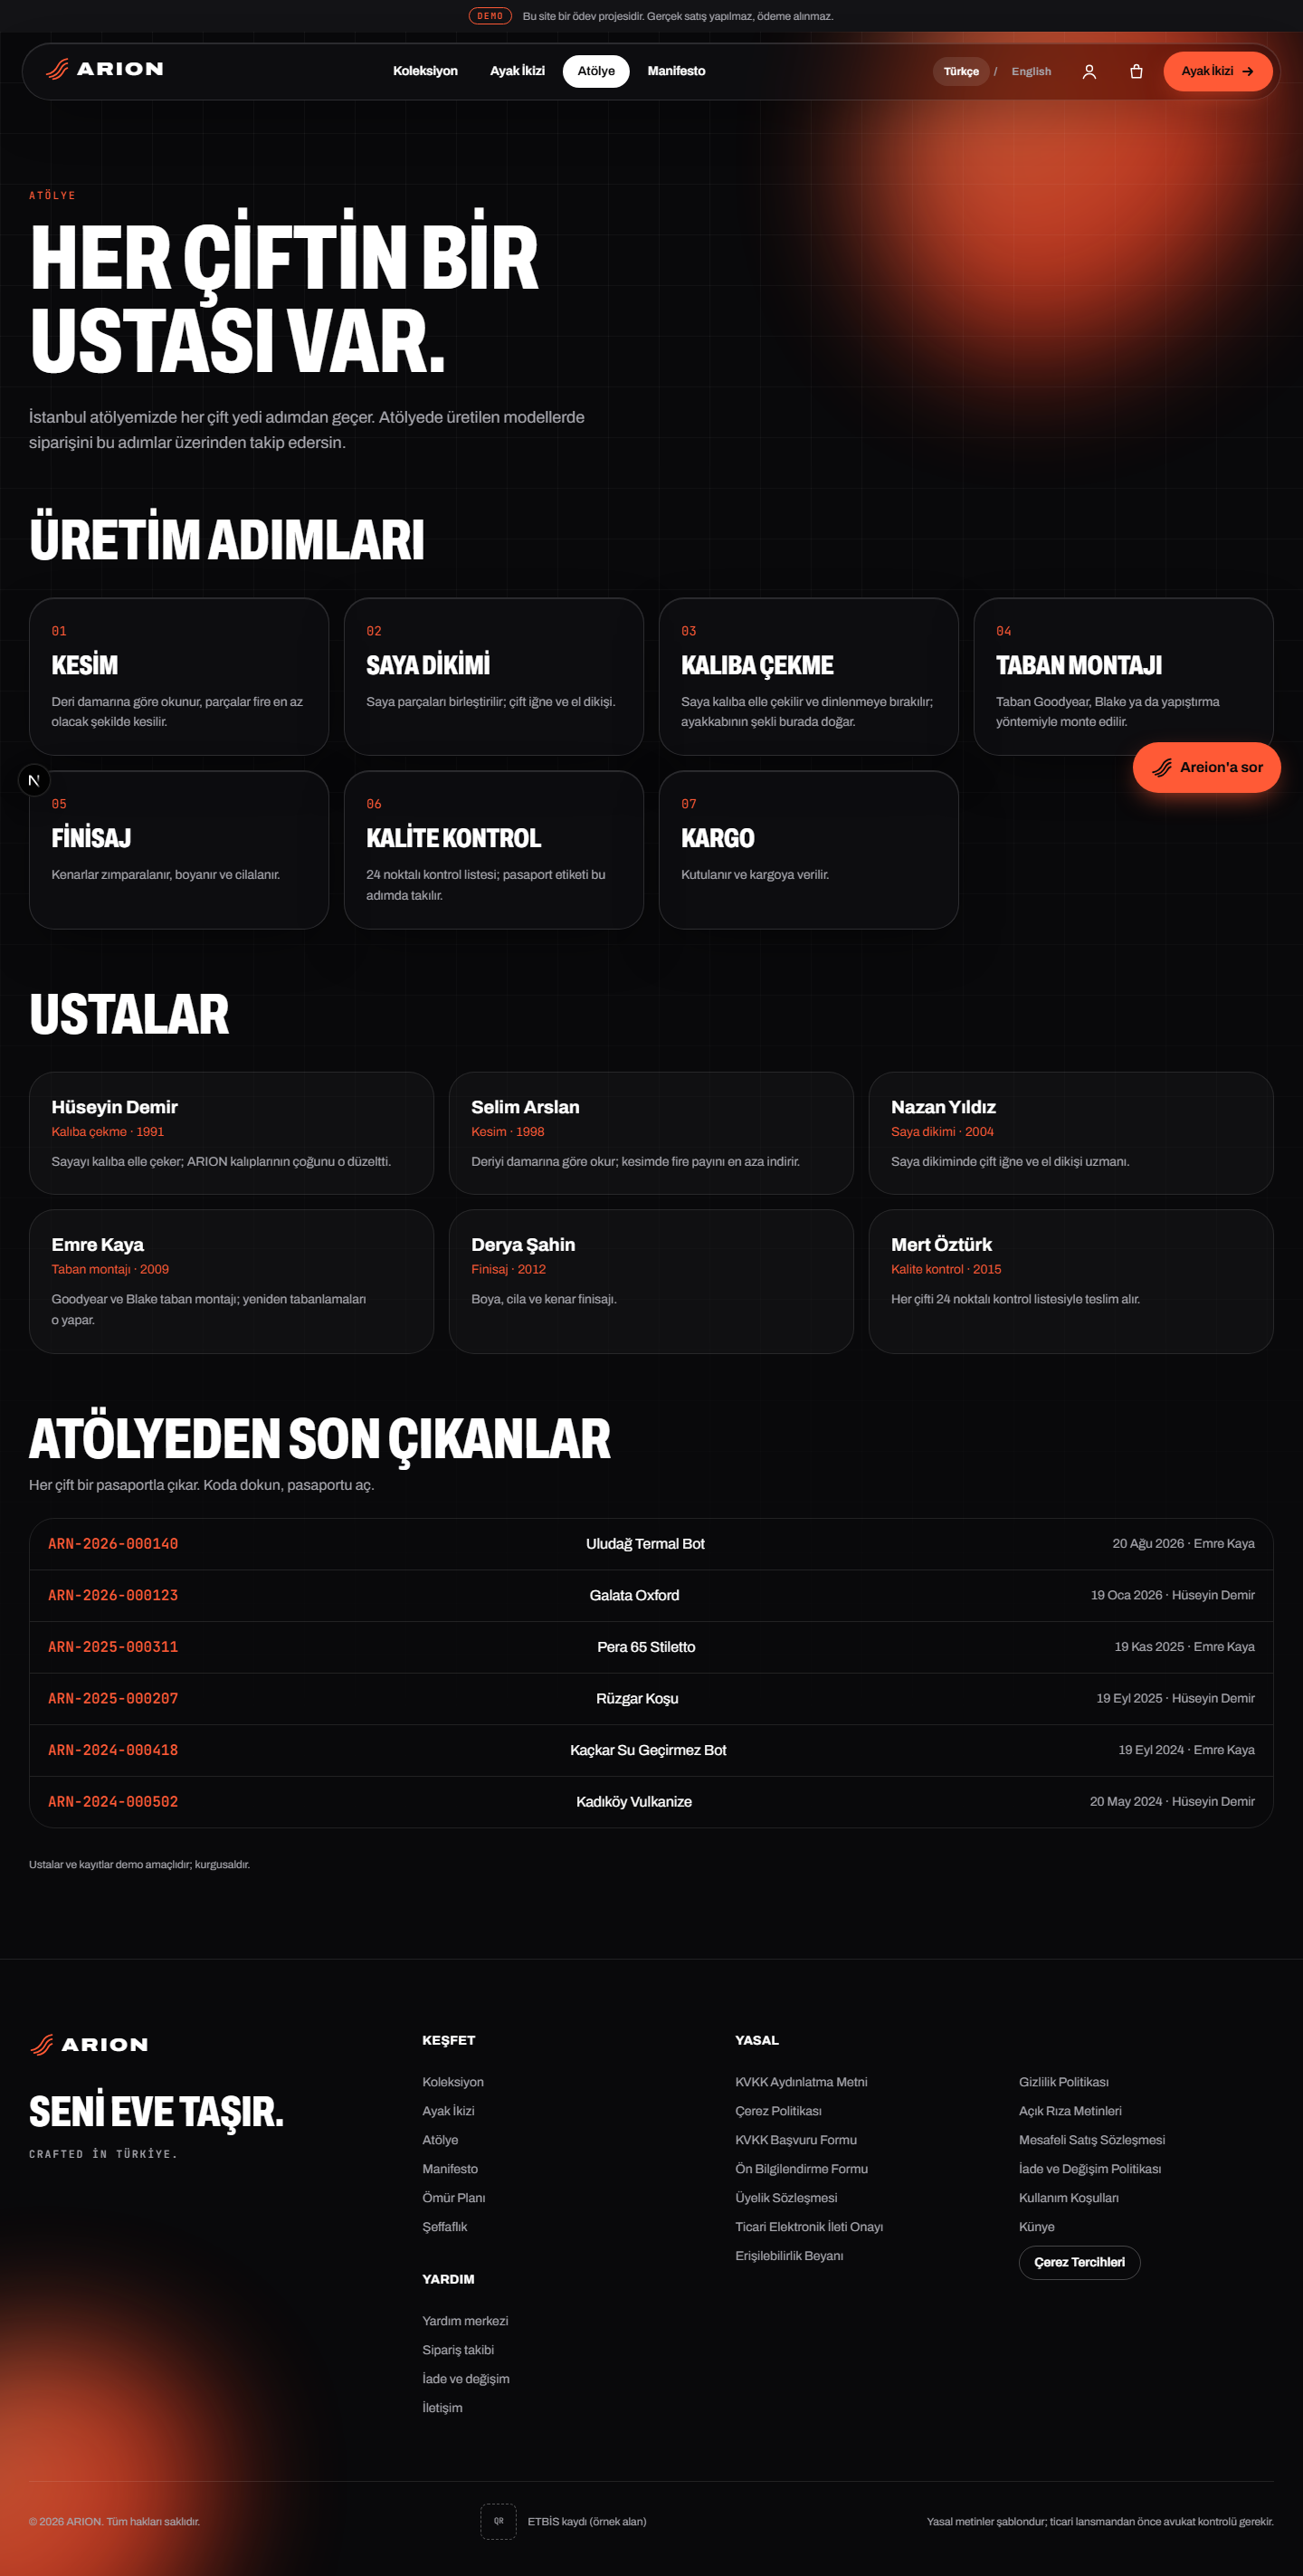 DEMO Bu site bir ödev projesidir. Gerçek satış yapılmaz, ödeme alınmaz.
ARION Koleksiyon Ayak İkizi Atölye Manifesto Türkçe / English Ayak İkizi
ATÖLYE
HER ÇİFTİN BİR
USTASI VAR.
İstanbul atölyemizde her çift yedi adımdan geçer. Atölyede üretilen modellerde
siparişini bu adımlar üzerinden takip edersin.
ÜRETİM ADIMLARI
01
KESİM
Deri damarına göre okunur, parçalar fire en az
olacak şekilde kesilir.
02
SAYA DİKİMİ
Saya parçaları birleştirilir; çift iğne ve el dikişi.
03
KALIBA ÇEKME
Saya kalıba elle çekilir ve dinlenmeye bırakılır;
ayakkabının şekli burada doğar.
04
TABAN MONTAJI
Taban Goodyear, Blake ya da yapıştırma
yöntemiyle monte edilir.
Areion'a sor
N
05
FİNİSAJ
Kenarlar zımparalanır, boyanır ve cilalanır.
06
KALİTE KONTROL
24 noktalı kontrol listesi; pasaport etiketi bu
adımda takılır.
07
KARGO
Kutulanır ve kargoya verilir.
USTALAR
Hüseyin Demir
Kalıba çekme · 1991
Sayayı kalıba elle çeker; ARION kalıplarının çoğunu o düzeltti.
Selim Arslan
Kesim · 1998
Deriyi damarına göre okur; kesimde fire payını en aza indirir.
Nazan Yıldız
Saya dikimi · 2004
Saya dikiminde çift iğne ve el dikişi uzmanı.
Emre Kaya
Taban montajı · 2009
Goodyear ve Blake taban montajı; yeniden tabanlamaları
o yapar.
Derya Şahin
Finisaj · 2012
Boya, cila ve kenar finisajı.
Mert Öztürk
Kalite kontrol · 2015
Her çifti 24 noktalı kontrol listesiyle teslim alır.
ATÖLYEDEN SON ÇIKANLAR
Her çift bir pasaportla çıkar. Koda dokun, pasaportu aç.
ARN-2026-000140 Uludağ Termal Bot 20 Ağu 2026 · Emre Kaya
ARN-2026-000123 Galata Oxford 19 Oca 2026 · Hüseyin Demir
ARN-2025-000311 Pera 65 Stiletto 19 Kas 2025 · Emre Kaya
ARN-2025-000207 Rüzgar Koşu 19 Eyl 2025 · Hüseyin Demir
ARN-2024-000418 Kaçkar Su Geçirmez Bot 19 Eyl 2024 · Emre Kaya
ARN-2024-000502 Kadıköy Vulkanize 20 May 2024 · Hüseyin Demir
Ustalar ve kayıtlar demo amaçlıdır; kurgusaldır.
ARION
SENİ EVE TAŞIR.
CRAFTED İN TÜRKİYE.
KEŞFET
Koleksiyon
Ayak İkizi
Atölye
Manifesto
Ömür Planı
Şeffaflık
YARDIM
Yardım merkezi
Sipariş takibi
İade ve değişim
İletişim
YASAL
KVKK Aydınlatma Metni
Çerez Politikası
KVKK Başvuru Formu
Ön Bilgilendirme Formu
Üyelik Sözleşmesi
Ticari Elektronik İleti Onayı
Erişilebilirlik Beyanı
Gizlilik Politikası
Açık Rıza Metinleri
Mesafeli Satış Sözleşmesi
İade ve Değişim Politikası
Kullanım Koşulları
Künye
Çerez Tercihleri
© 2026 ARION. Tüm hakları saklıdır.
QR ETBİS kaydı (örnek alan)
Yasal metinler şablondur; ticari lansmandan önce avukat kontrolü gerekir.